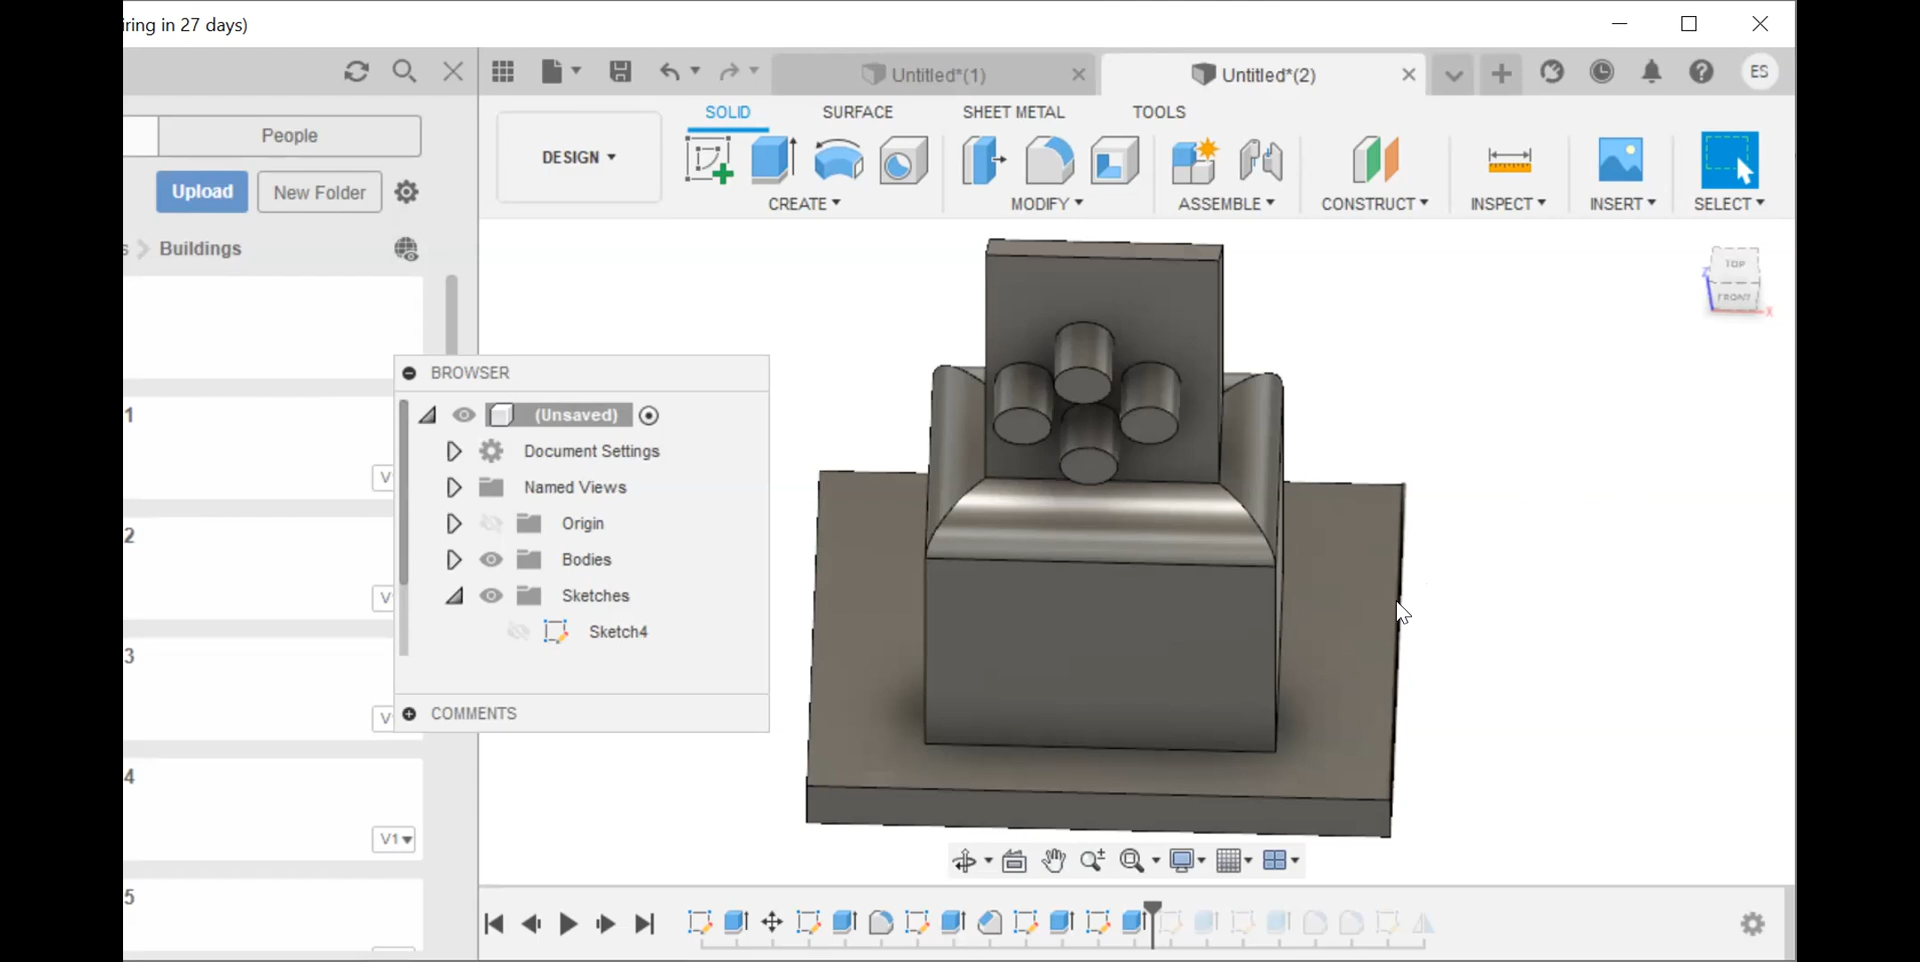 iring in 27 days)
Untitled*(1)
Untitled*(2)
ES
SOLID
SURFACE
SHEET METAL
TOOLS
People
DESIGN
Upload
New Folder
CREATE
MODIFY
ASSEMBLE
CONSTRUCT
INSPECT
INSERT
SELECT
s
Buildings
TOP
FRONT
Z
X
BROWSER
(Unsaved)
Document Settings
Named Views
Origin
Bodies
Sketches
Sketch4
COMMENTS
1
V
2
V
3
V
4
V1
5